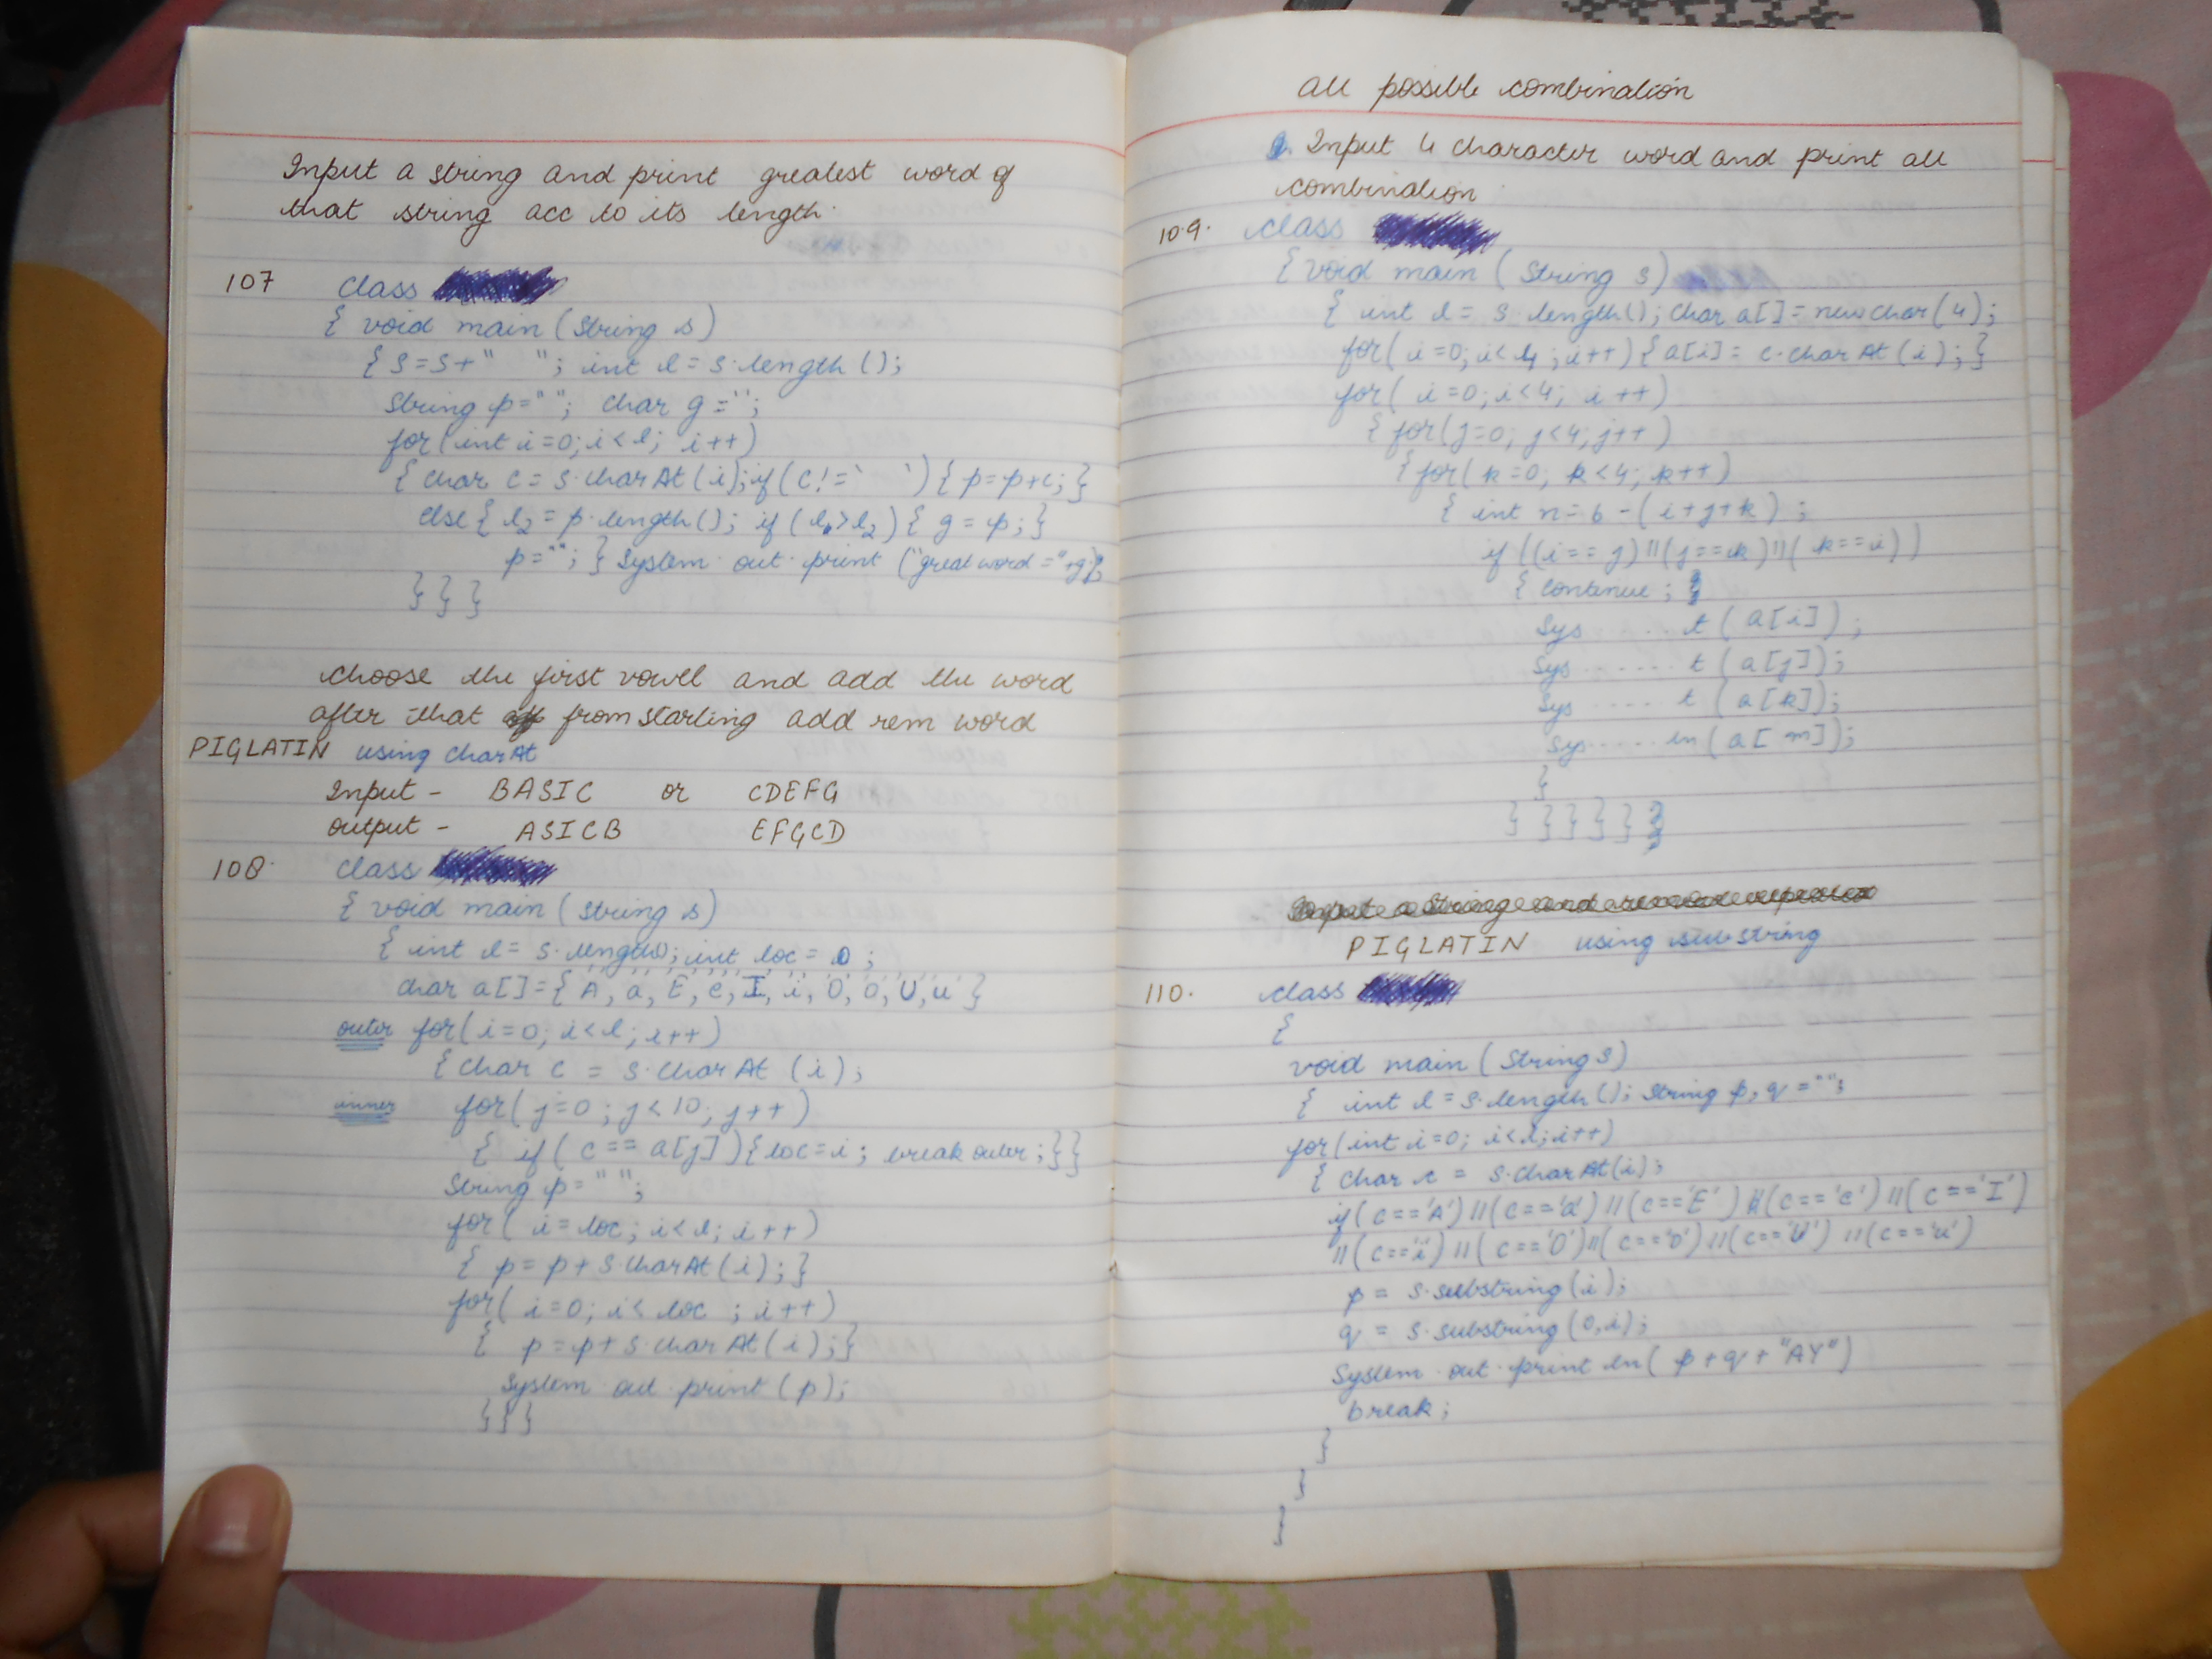 Input a string and print greatest word of
that string acc to its length.
107 class
{ void main (String s)
{ s=s+" "; int l=s.length();
String p=" "; char g='';
for(int i=0; i<l; i++)
{ char c=s.charAt(i); if(c!=' '){ p=p+c; }
else{ l2=p.length(); if(l1>l2){ g=p; }
p=""; } System.out.print("great word="+g);
} } }
choose the first vowel and add the word
after that from starting add rem word
PIGLATIN using charAt
Input - BASIC or CDEFG
output - ASICB EFGCD
108. class
{ void main (String s)
{ int l= s.length(); int loc = 0;
char a[]={'A','a','E','e','I','i','O','o','U','u'}
outer for(i=0; i<l; i++)
{ char c = s.charAt(i);
inner for(j=0; j<10; j++)
{ if(c==a[j]){loc=i; break outer;}}
String p=" ";
for(i=loc; i<l; i++)
{ p=p+s.charAt(i); }
for(i=0; i<loc; i++)
{ p=p+s.charAt(i);}
System.out.print(p);
}}}
all possible combination
Q. Input 4 character word and print all
combination
109. class
{ void main (String s)
{ int l= s.length(); char a[]=new char(4);
for(i=0; i<4; i++){a[i]= c.charAt(i);}
for(i=0; i<4; i++)
{ for(j=0; j<4; j++)
{ for(k=0; k<4; k++)
{ int n=6-(i+j+k);
if((i==j)||(j==k)||(k==i))
{ continue; }
Sys ..... t(a[i]);
Sys ...... t(a[j]);
Sys .... t(a[k]);
Sys ..... ln(a[m]);
}
} } } } } }
PIGLATIN using substring
110. class
{
void main (String s)
{ int l=s.length(); String p, q="";
for(int i=0; i<l; i++)
{ char c = s.charAt(i);
if(c=='A')||(c=='a')||(c=='E')||(c=='e')||(c=='I')
||(c=='i')||(c=='O')||(c=='o')||(c=='U')||(c=='u')
p = s.substring(i);
q = s.substring(0,i);
System.out.println(p+q+"AY")
break;
}
}
}